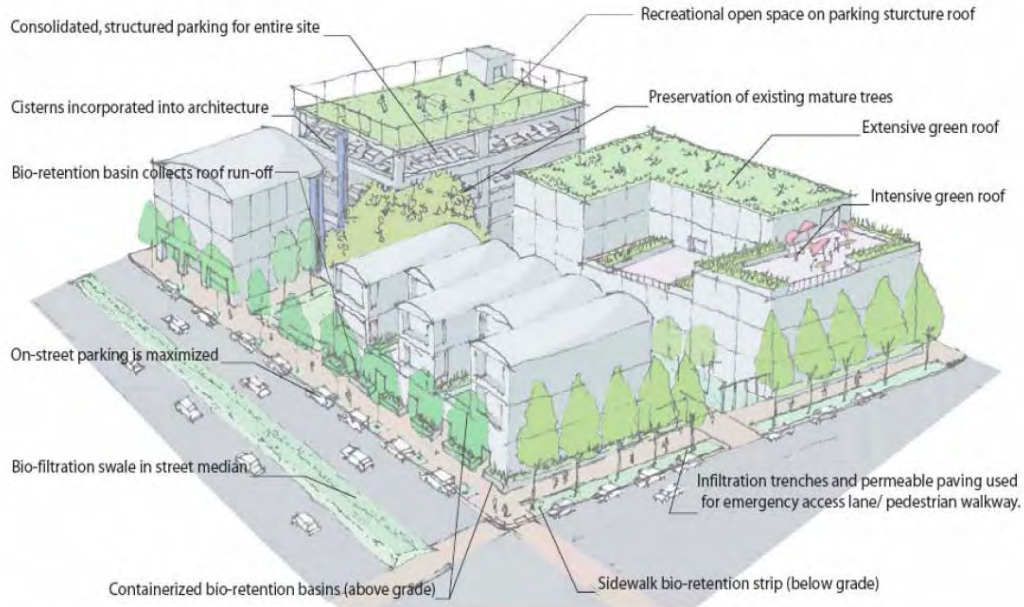 Consolidated, structured parking for entire site
Recreational open space on parking sturcture roof
Cisterns incorporated into architecture
Preservation of existing mature trees
Extensive green roof
Bio-retention basin collects roof run-off
Intensive green roof
On-street parking is maximized
Bio-filtration swale in street median
Infiltration trenches and permeable paving used
for emergency access lane/ pedestrian walkway.
Containerized bio-retention basins (above grade)
Sidewalk bio-retention strip (below grade)